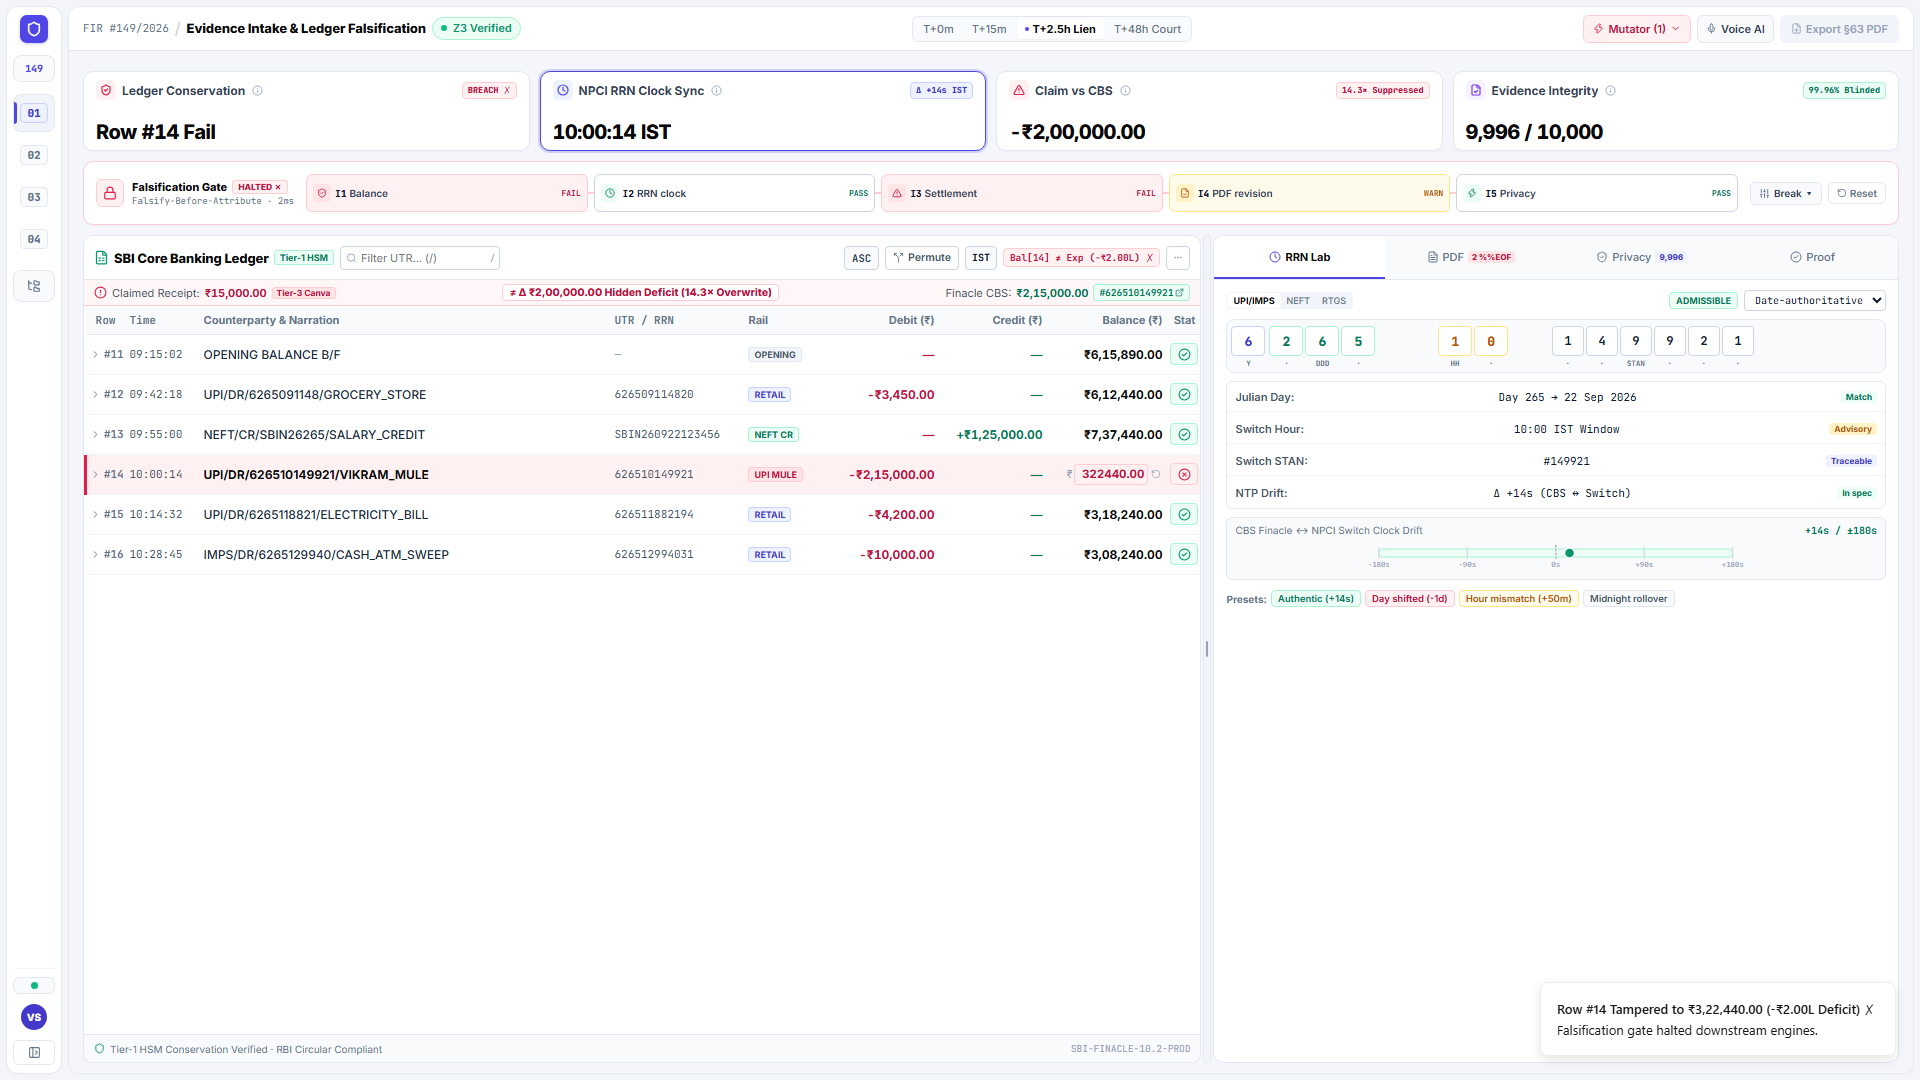 FIR #149/2026 / Evidence Intake & Ledger Falsification Z3 Verified
T+0m T+15m T+2.5h Lien T+48h Court
Mutator (1) Voice AI Export §63 PDF
149
01
02
03
04
VS
Ledger Conservation BREACH ✗
Row #14 Fail
NPCI RRN Clock Sync Δ +14s IST
10:00:14 IST
Claim vs CBS 14.3× Suppressed
-₹2,00,000.00
Evidence Integrity 99.96% Blinded
9,996 / 10,000
Falsification Gate HALTED ×
Falsify-Before-Attribute · 2ms
I1 Balance FAIL
I2 RRN clock PASS
I3 Settlement FAIL
I4 PDF revision WARN
I5 Privacy PASS
Break ▾ Reset
SBI Core Banking Ledger Tier-1 HSM Filter UTR... (/) / ASC Permute IST Bal[14] ≠ Exp (-₹2.00L) ✗ ...
Claimed Receipt: ₹15,000.00 Tier-3 Canva ≠ Δ ₹2,00,000.00 Hidden Deficit (14.3× Overwrite) Finacle CBS: ₹2,15,000.00 #626510149921
Row Time Counterparty & Narration UTR / RRN Rail Debit (₹) Credit (₹) Balance (₹) Stat
#11 09:15:02 OPENING BALANCE B/F — OPENING — — ₹6,15,890.00
#12 09:42:18 UPI/DR/6265091148/GROCERY_STORE 626509114820 RETAIL -₹3,450.00 — ₹6,12,440.00
#13 09:55:00 NEFT/CR/SBIN26265/SALARY_CREDIT SBIN260922123456 NEFT CR — +₹1,25,000.00 ₹7,37,440.00
#14 10:00:14 UPI/DR/626510149921/VIKRAM_MULE 626510149921 UPI MULE -₹2,15,000.00 — ₹ 322440.00
#15 10:14:32 UPI/DR/6265118821/ELECTRICITY_BILL 626511882194 RETAIL -₹4,200.00 — ₹3,18,240.00
#16 10:28:45 IMPS/DR/6265129940/CASH_ATM_SWEEP 626512994031 RETAIL -₹10,000.00 — ₹3,08,240.00
Tier-1 HSM Conservation Verified · RBI Circular Compliant SBI-FINACLE-10.2-PROD
RRN Lab PDF 2 %%EOF Privacy 9,996 Proof
UPI/IMPS NEFT RTGS ADMISSIBLE Date-authoritative
6 2 6 5 1 0 1 4 9 9 2 1
Y · DDD · HH · · · STAN · · ·
Julian Day: Day 265 → 22 Sep 2026 Match
Switch Hour: 10:00 IST Window Advisory
Switch STAN: #149921 Traceable
NTP Drift: Δ +14s (CBS ↔ Switch) In spec
CBS Finacle ↔ NPCI Switch Clock Drift +14s / ±180s
-180s -90s 0s +90s +180s
Presets: Authentic (+14s) Day shifted (-1d) Hour mismatch (+50m) Midnight rollover
Row #14 Tampered to ₹3,22,440.00 (-₹2.00L Deficit) ✗
Falsification gate halted downstream engines.